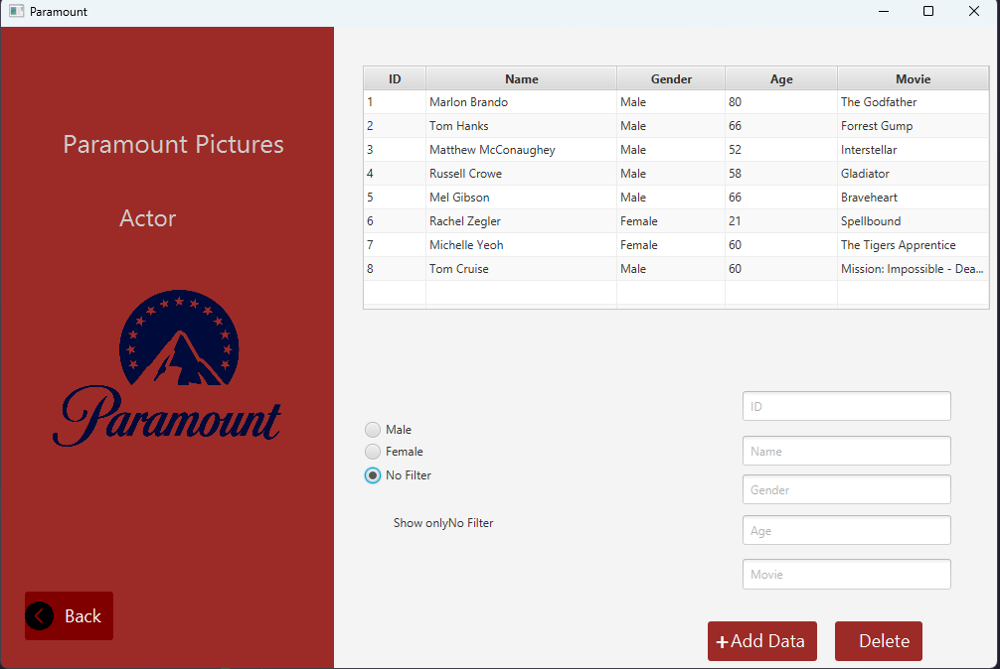 Paramount
Paramount Pictures
Actor
Paramount
Back
ID Name Gender Age Movie
1 Marlon Brando Male 80 The Godfather
2 Tom Hanks Male 66 Forrest Gump
3 Matthew McConaughey Male 52 Interstellar
4 Russell Crowe Male 58 Gladiator
5 Mel Gibson Male 66 Braveheart
6 Rachel Zegler Female 21 Spellbound
7 Michelle Yeoh Female 60 The Tigers Apprentice
8 Tom Cruise Male 60 Mission: Impossible - Dea...
Male
Female
No Filter
Show onlyNo Filter
ID
Name
Gender
Age
Movie
+Add Data
Delete